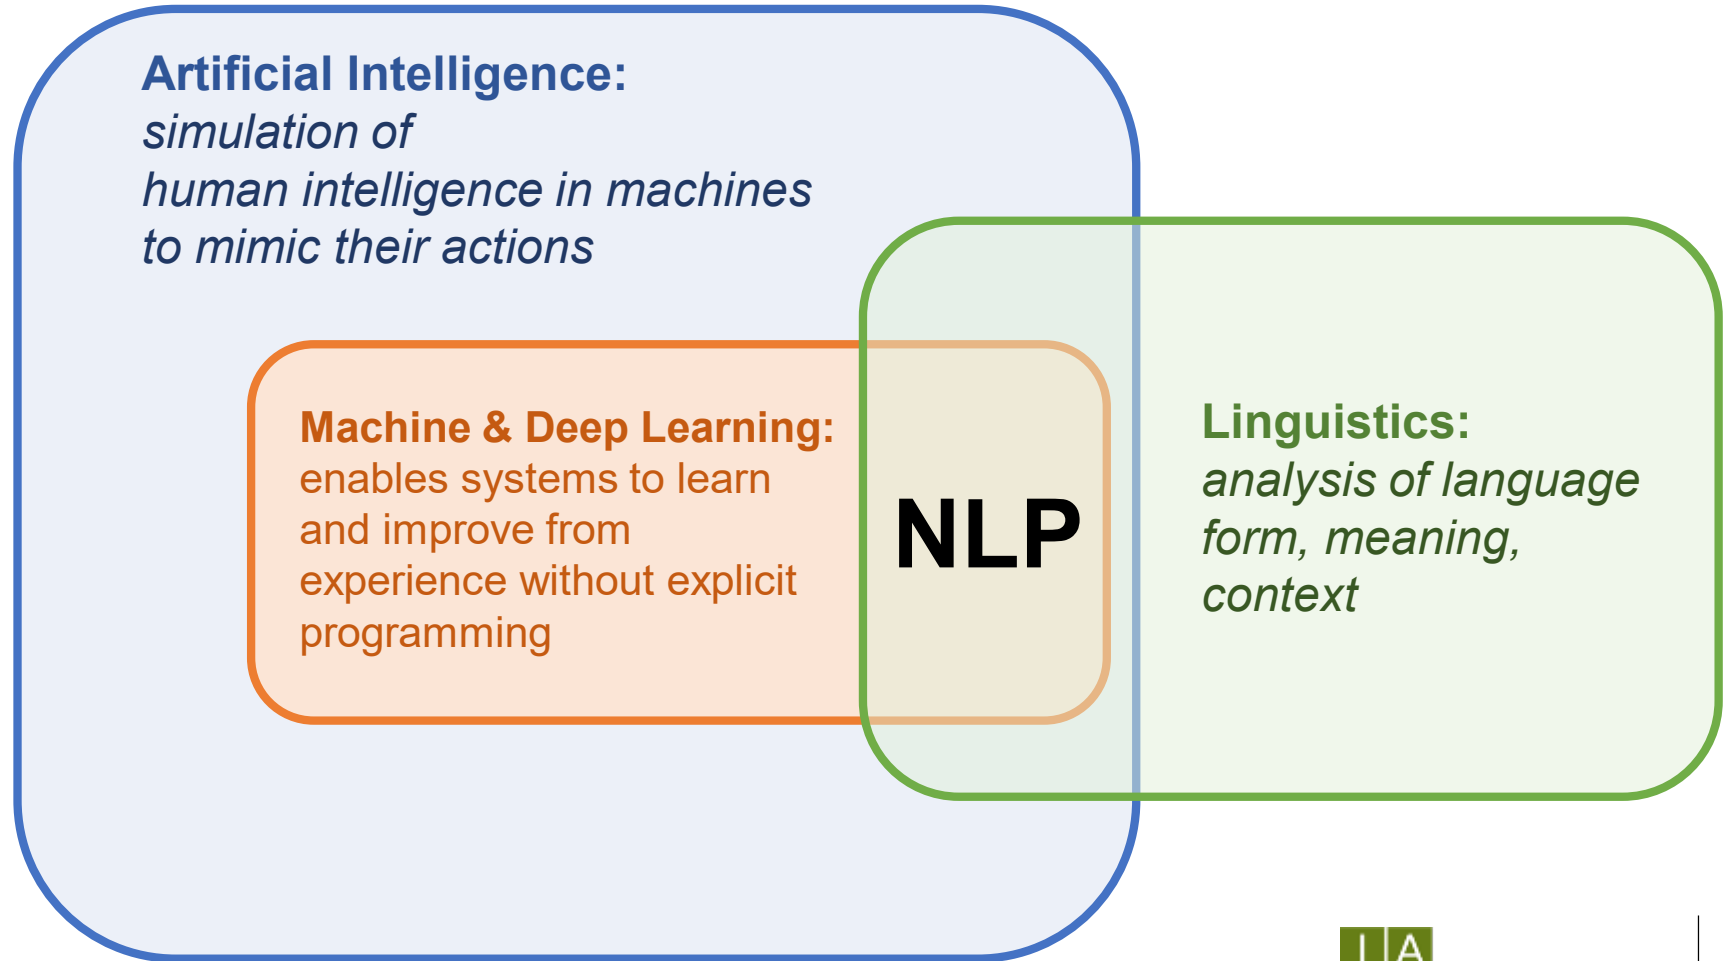 Artificial Intelligence:
simulation of
human intelligence in machines
to mimic their actions
Machine & Deep Learning:
enables systems to learn
and improve from
experience without explicit
programming
NLP
Linguistics:
analysis of language
form, meaning,
context